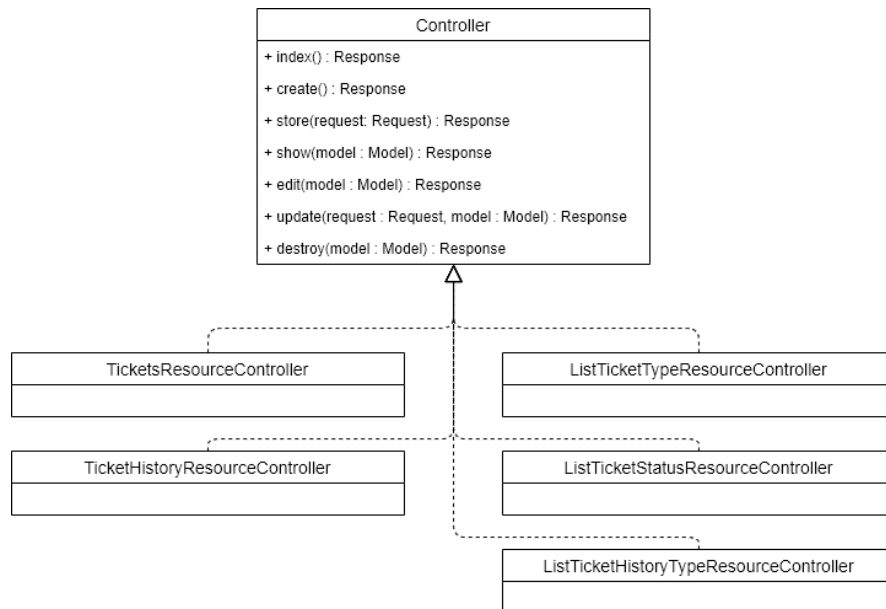 Controller
+ index() : Response
+ create() : Response
+ store(request: Request) : Response
+ show(model : Model) : Response
+ edit(model : Model) : Response
+ update(request : Request, model : Model) : Response
+ destroy(model : Model) : Response
TicketsResourceController
ListTicketTypeResourceController
TicketHistoryResourceController
ListTicketStatusResourceController
ListTicketHistoryTypeResourceController